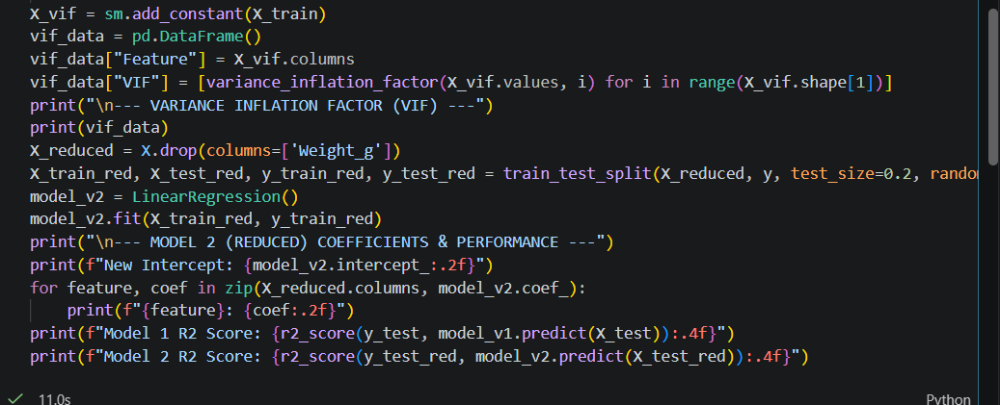 X_vif = sm.add_constant(X_train)
vif_data = pd.DataFrame()
vif_data["Feature"] = X_vif.columns
vif_data["VIF"] = [variance_inflation_factor(X_vif.values, i) for i in range(X_vif.shape[1])]
print("\n--- VARIANCE INFLATION FACTOR (VIF) ---")
print(vif_data)
X_reduced = X.drop(columns=['Weight_g'])
X_train_red, X_test_red, y_train_red, y_test_red = train_test_split(X_reduced, y, test_size=0.2, random
model_v2 = LinearRegression()
model_v2.fit(X_train_red, y_train_red)
print("\n--- MODEL 2 (REDUCED) COEFFICIENTS & PERFORMANCE ---")
print(f"New Intercept: {model_v2.intercept_:.2f}")
for feature, coef in zip(X_reduced.columns, model_v2.coef_):
    print(f"{feature}: {coef:.2f}")
print(f"Model 1 R2 Score: {r2_score(y_test, model_v1.predict(X_test)):.4f}")
print(f"Model 2 R2 Score: {r2_score(y_test_red, model_v2.predict(X_test_red)):.4f}")
11.0s
Python